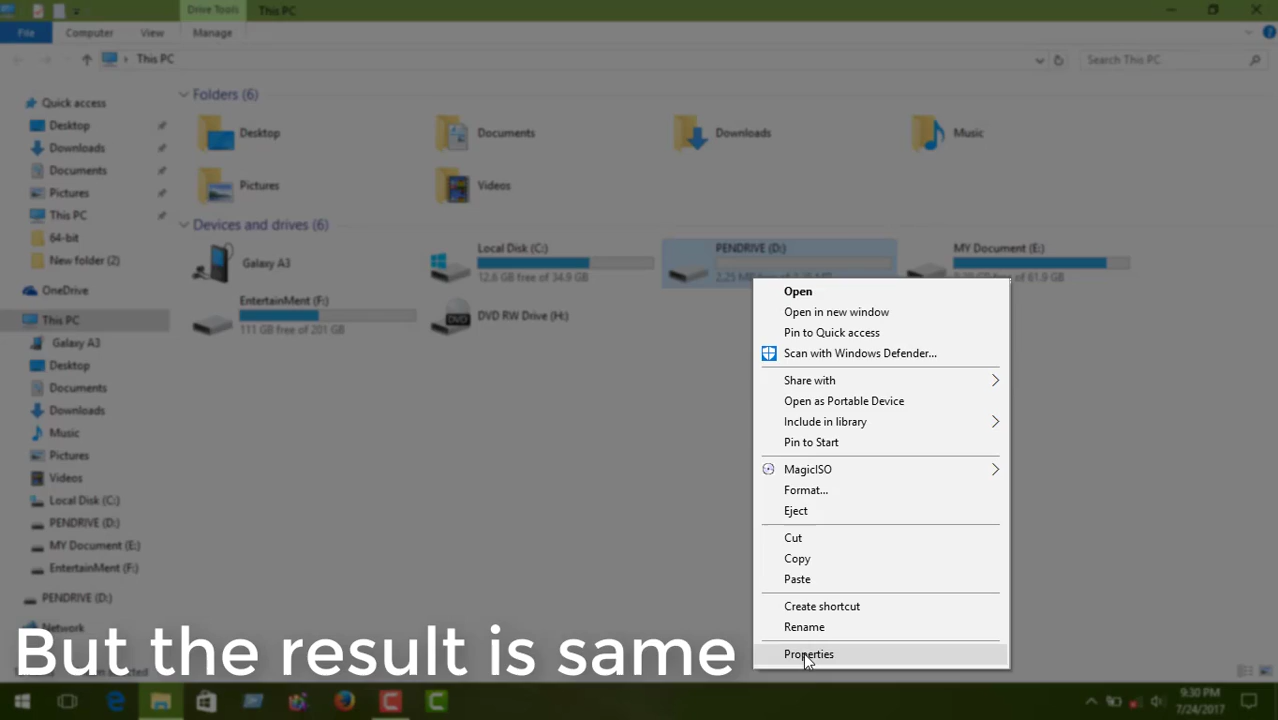 Drive Tools
This PC
File
Computer
View
Manage
This PC
Search This PC
Quick access
Desktop
Downloads
Documents
Pictures
This PC
64-bit
New folder (2)
OneDrive
This PC
Galaxy A3
Desktop
Documents
Downloads
Music
Pictures
Videos
Local Disk (C:)
PENDRIVE (D:)
MY Document (E:)
EntertainMent (F:)
PENDRIVE (D:)
Network
Folders (6)
Desktop
Documents
Downloads
Music
Pictures
Videos
Devices and drives (6)
Galaxy A3
Local Disk (C:)
12.6 GB free of 34.9 GB
PENDRIVE (D:)
MY Document (E:)
EntertainMent (F:)
111 GB free of 201 GB
DVD RW Drive (H:)
DVD
Open
Open in new window
Pin to Quick access
Scan with Windows Defender...
Share with
Open as Portable Device
Include in library
Pin to Start
MagicISO
Format...
Eject
Cut
Copy
Paste
Create shortcut
Rename
Properties
But the result is same
9:30 PM
7/24/2017